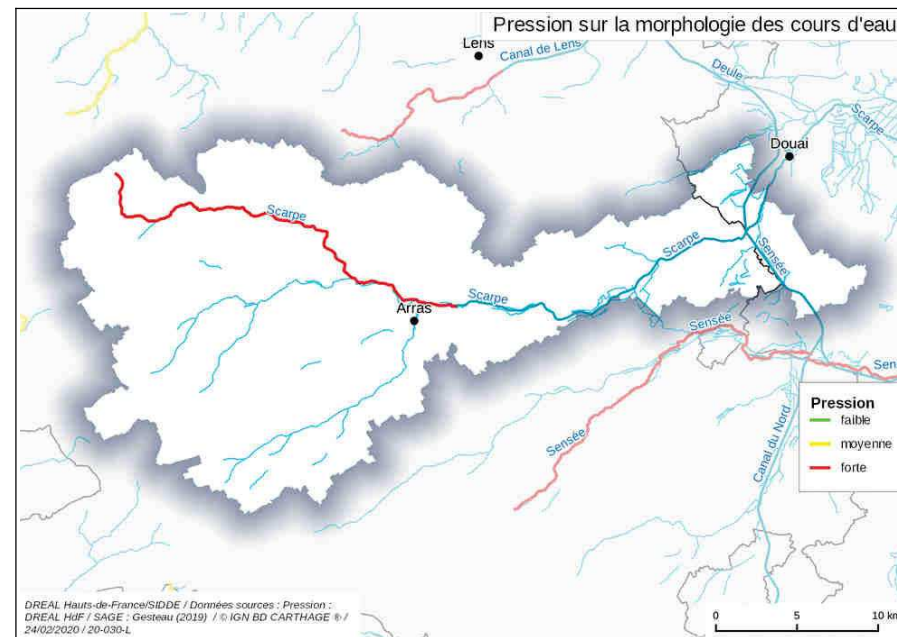 Pression sur la morphologie des cours d'eau
Lens
Canal de Lens
Deule
Scarpe
Douai
Scarpe
Scarpe
Sensée
Scarpe
Arras
Sensée
Sen
Pression
faible
moyenne
forte
Sensée
Canal du Nord
DREAL Hauts-de-France/SIDDE / Données sources : Pression :
DREAL HdF / SAGE : Gesteau (2019) / © IGN BD CARTHAGE ® /
24/02/2020 / 20-030-L
0 5 10 km